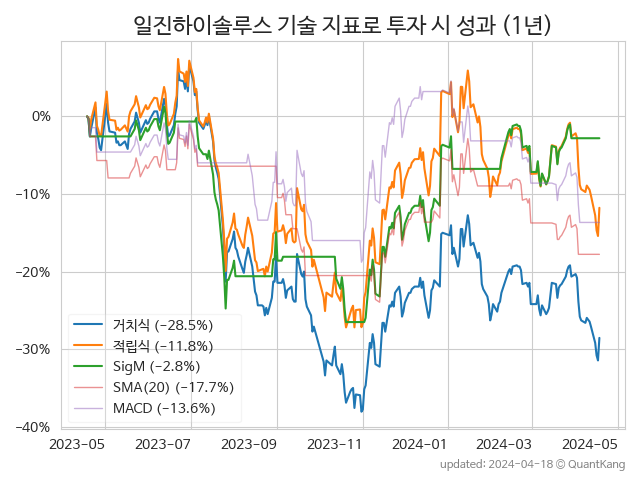 일진하이솔루스 기술 지표로 투자 시 성과 (1년)
0%
−10%
−20%
−30%
−40%
거치식 (−28.5%)
적립식 (−11.8%)
SigM (−2.8%)
SMA(20) (−17.7%)
MACD (−13.6%)
2023-05 2023-07 2023-09 2023-11 2024-01 2024-03 2024-05
updated: 2024-04-18 © QuantKang